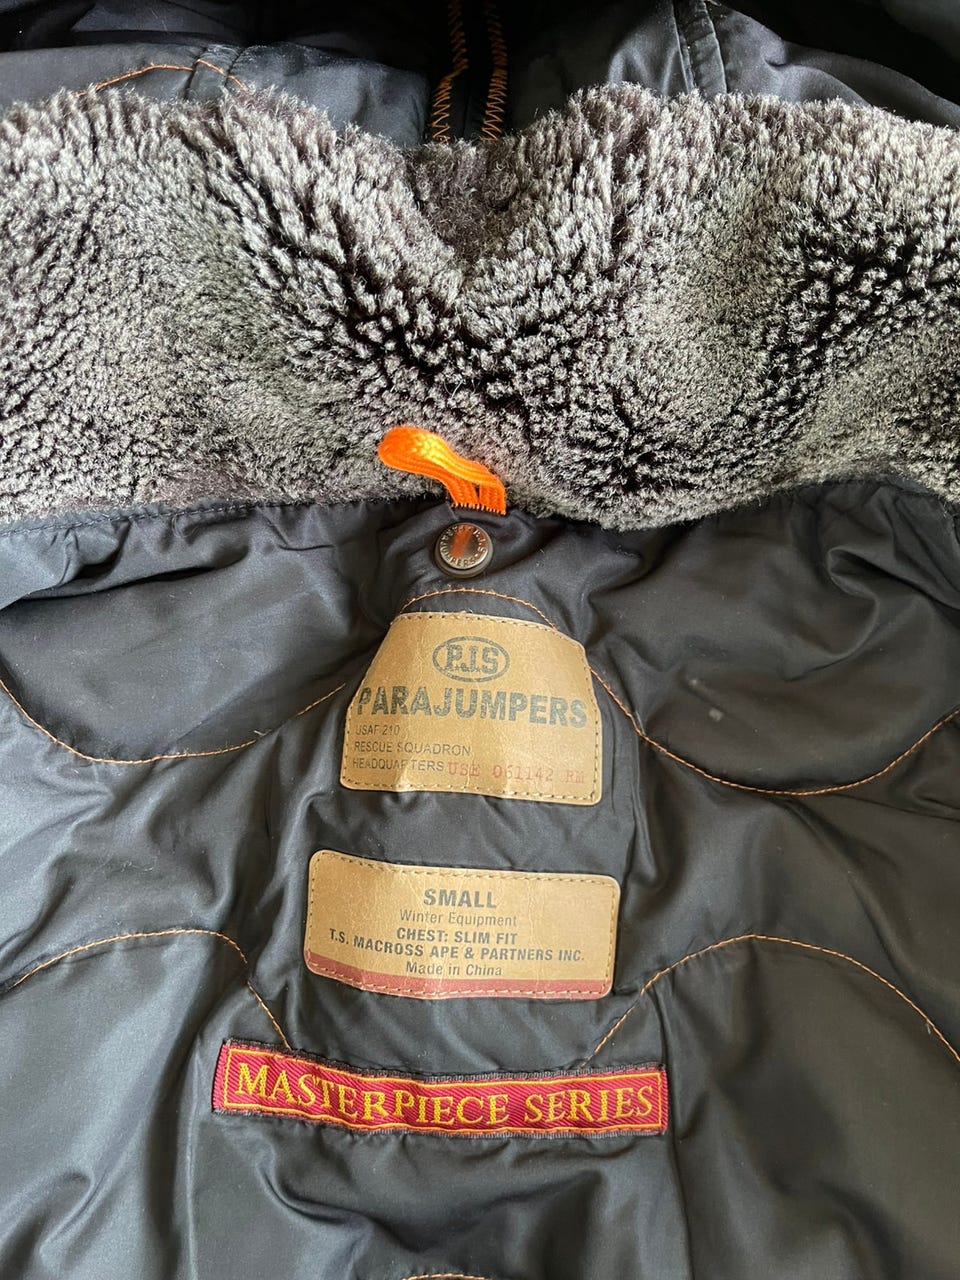 P.J.S
PARAJUMPERS
USAF 210
RESCUE SQUADRON
HEADQUARTERS USE 061142 RM
SMALL
Winter Equipment
CHEST: SLIM FIT
T.S. MACROSS APE & PARTNERS INC.
Made in China
MASTERPIECE SERIES